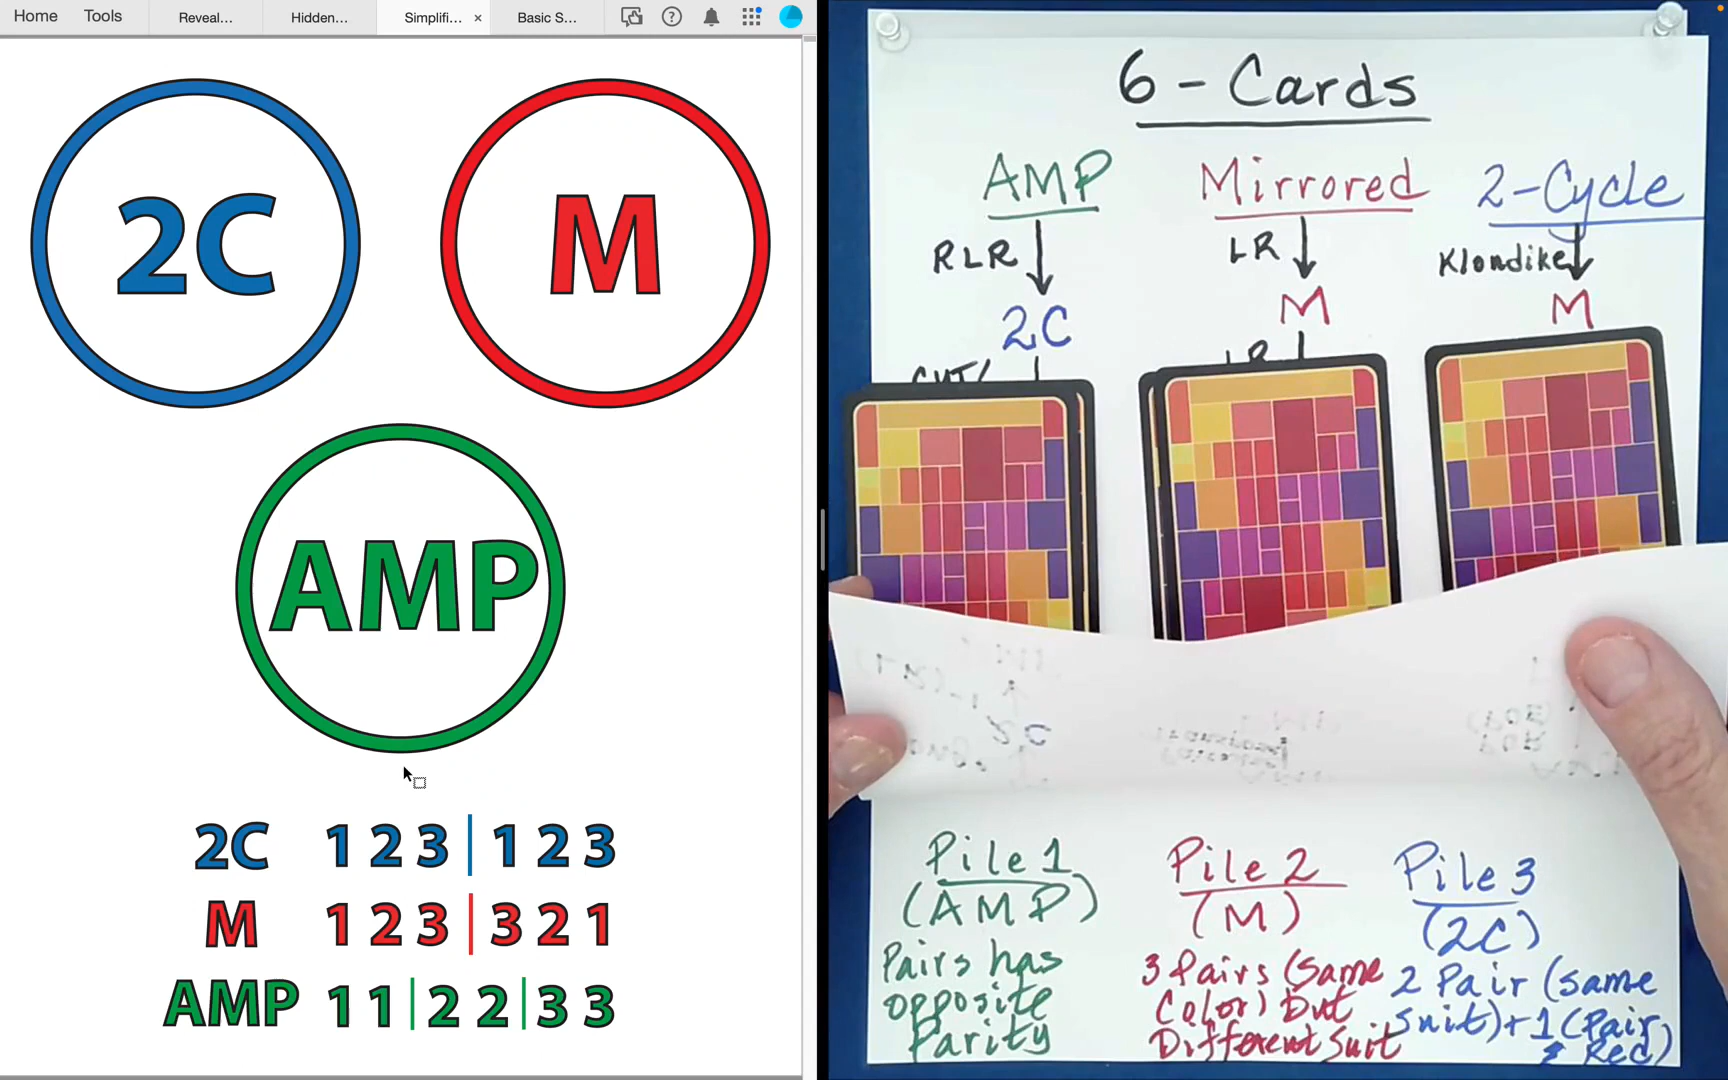 Home Tools Reveal... Hidden... Simplifi... × Basic S...
2C M
AMP
2C 1 2 3 | 1 2 3
M 1 2 3 | 3 2 1
AMP 1 1 | 2 2 | 3 3
6 - Cards
AMP Mirrored 2-Cycle
RLR LR Klondike
2C M M
CUT/ LR
2C
Pile 1
(AMP)
Pairs has
opposite
Parity
Pile 2
(M)
3 Pairs (same
Color) but
Different suit
Pile 3
(2C)
2 Pair (same
suit) + 1 (Pair
Red)